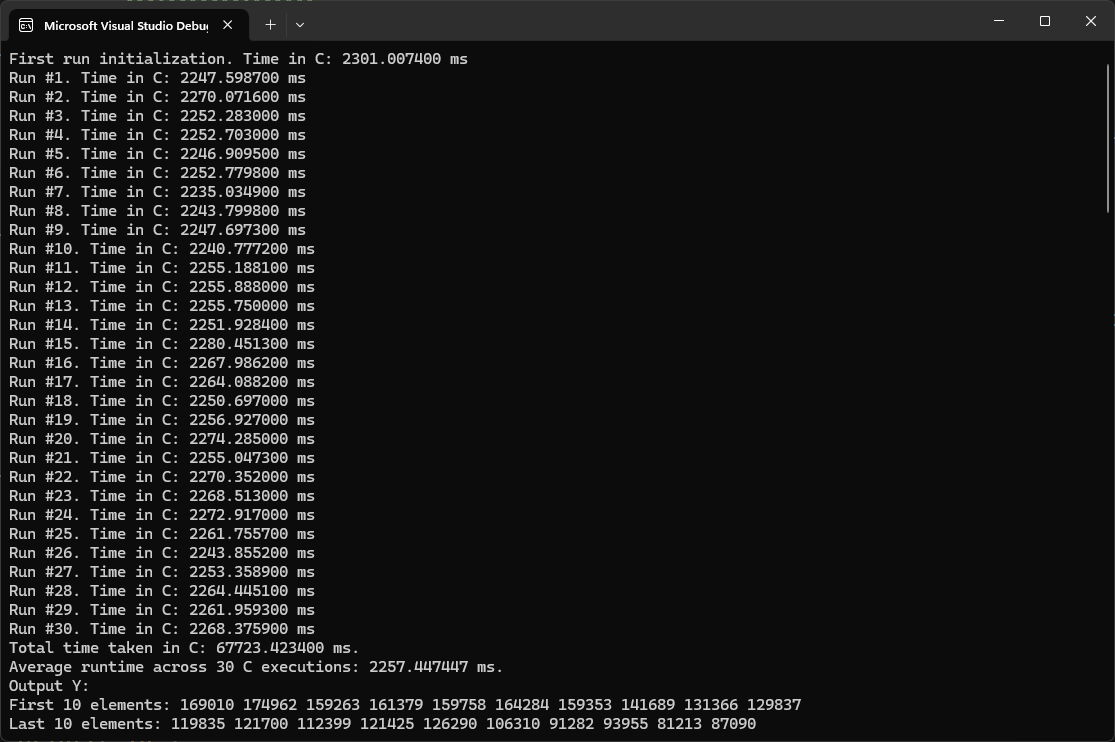 Microsoft Visual Studio Debug
First run initialization. Time in C: 2301.007400 ms
Run #1. Time in C: 2247.598700 ms
Run #2. Time in C: 2270.071600 ms
Run #3. Time in C: 2252.283000 ms
Run #4. Time in C: 2252.703000 ms
Run #5. Time in C: 2246.909500 ms
Run #6. Time in C: 2252.779800 ms
Run #7. Time in C: 2235.034900 ms
Run #8. Time in C: 2243.799800 ms
Run #9. Time in C: 2247.697300 ms
Run #10. Time in C: 2240.777200 ms
Run #11. Time in C: 2255.188100 ms
Run #12. Time in C: 2255.888000 ms
Run #13. Time in C: 2255.750000 ms
Run #14. Time in C: 2251.928400 ms
Run #15. Time in C: 2280.451300 ms
Run #16. Time in C: 2267.986200 ms
Run #17. Time in C: 2264.088200 ms
Run #18. Time in C: 2250.697000 ms
Run #19. Time in C: 2256.927000 ms
Run #20. Time in C: 2274.285000 ms
Run #21. Time in C: 2255.047300 ms
Run #22. Time in C: 2270.352000 ms
Run #23. Time in C: 2268.513000 ms
Run #24. Time in C: 2272.917000 ms
Run #25. Time in C: 2261.755700 ms
Run #26. Time in C: 2243.855200 ms
Run #27. Time in C: 2253.358900 ms
Run #28. Time in C: 2264.445100 ms
Run #29. Time in C: 2261.959300 ms
Run #30. Time in C: 2268.375900 ms
Total time taken in C: 67723.423400 ms.
Average runtime across 30 C executions: 2257.447447 ms.
Output Y:
First 10 elements: 169010 174962 159263 161379 159758 164284 159353 141689 131366 129837
Last 10 elements: 119835 121700 112399 121425 126290 106310 91282 93955 81213 87090